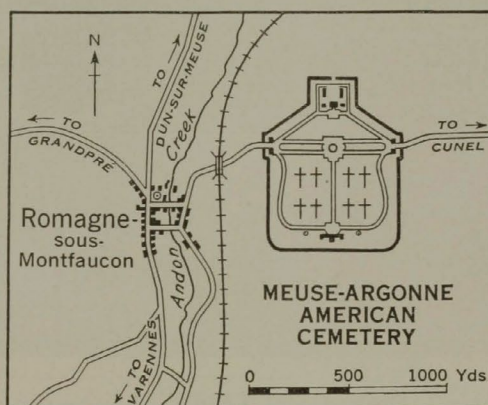 N
TO
DUN-SUR-MEUSE
TO
GRANDPRÉ
Creek
TO
CUNEL
Romagne-
sous-
Montfaucon
Andon
MEUSE-ARGONNE
AMERICAN
CEMETERY
TO
VARENNES
0 500 1000 Yds